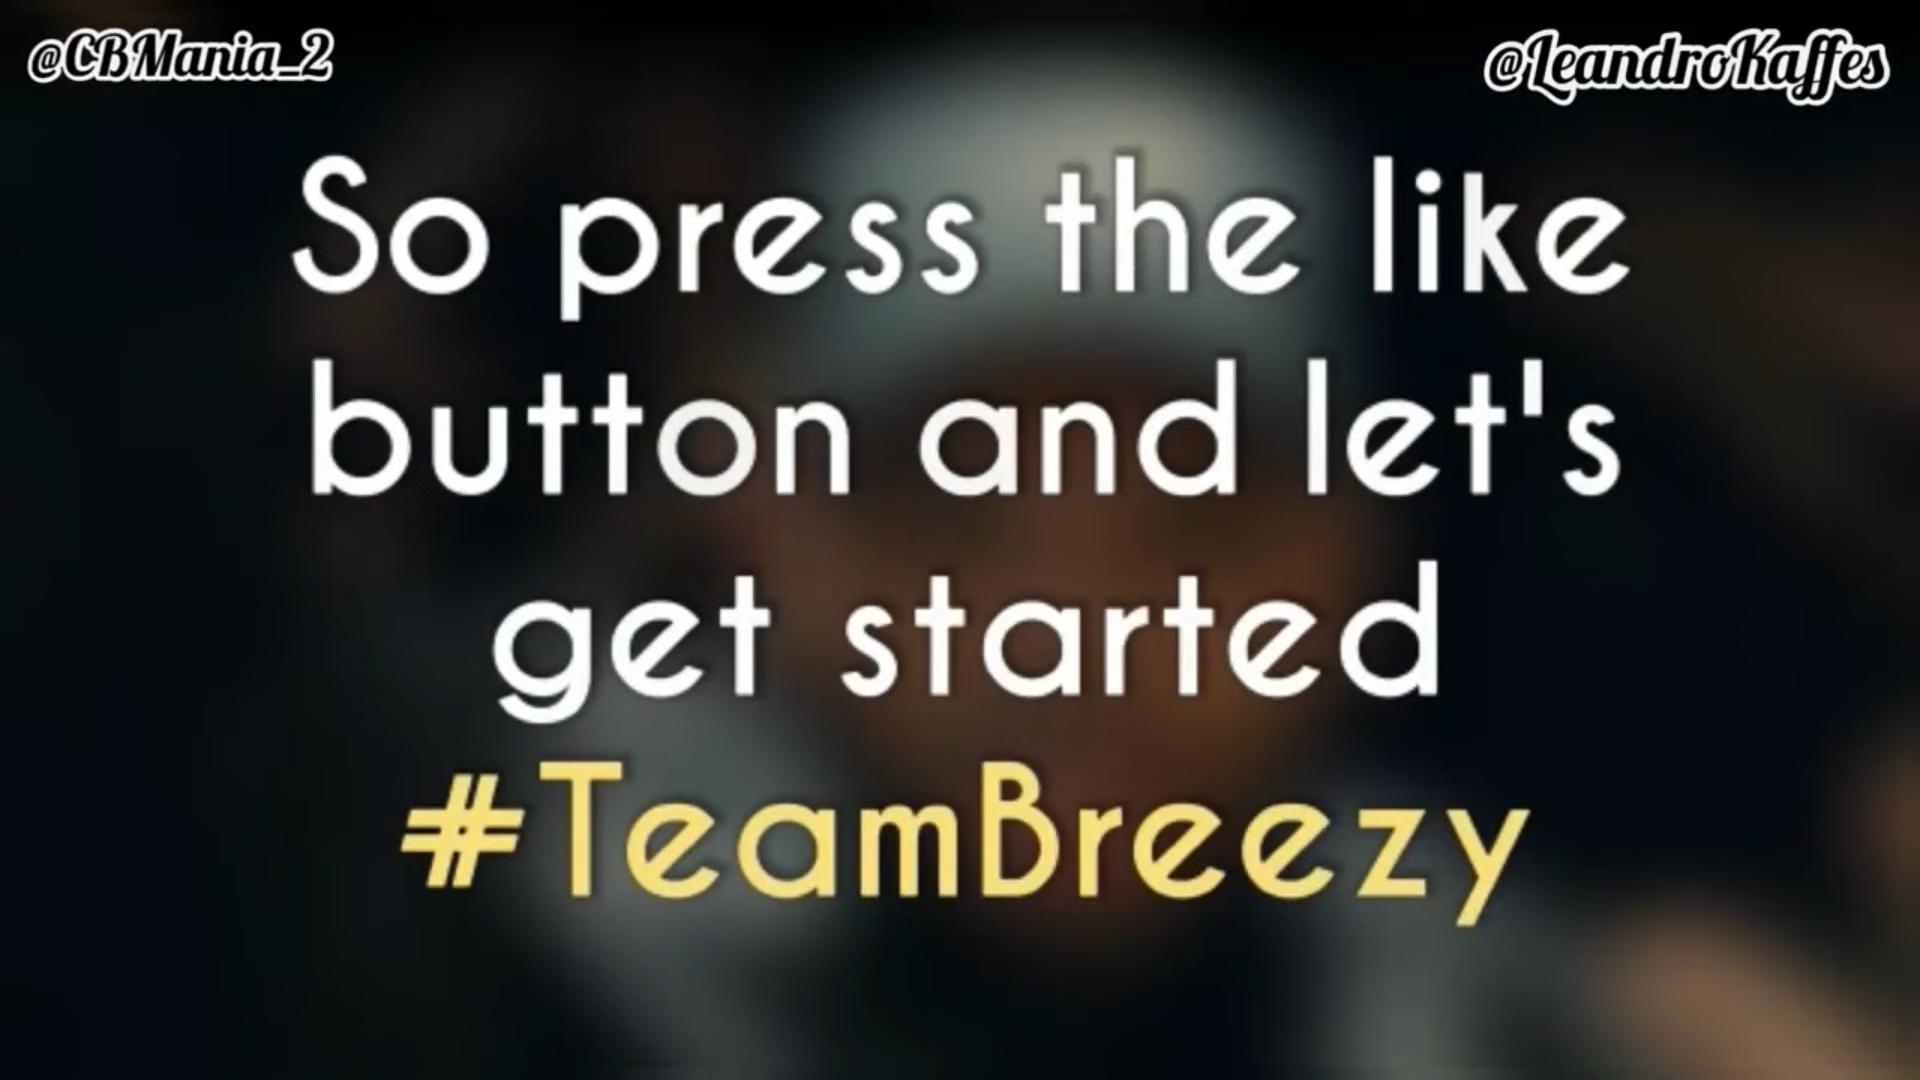 @CBMania_2
@LeandroKaffes
So press the like
button and let's
get started
#TeamBreezy